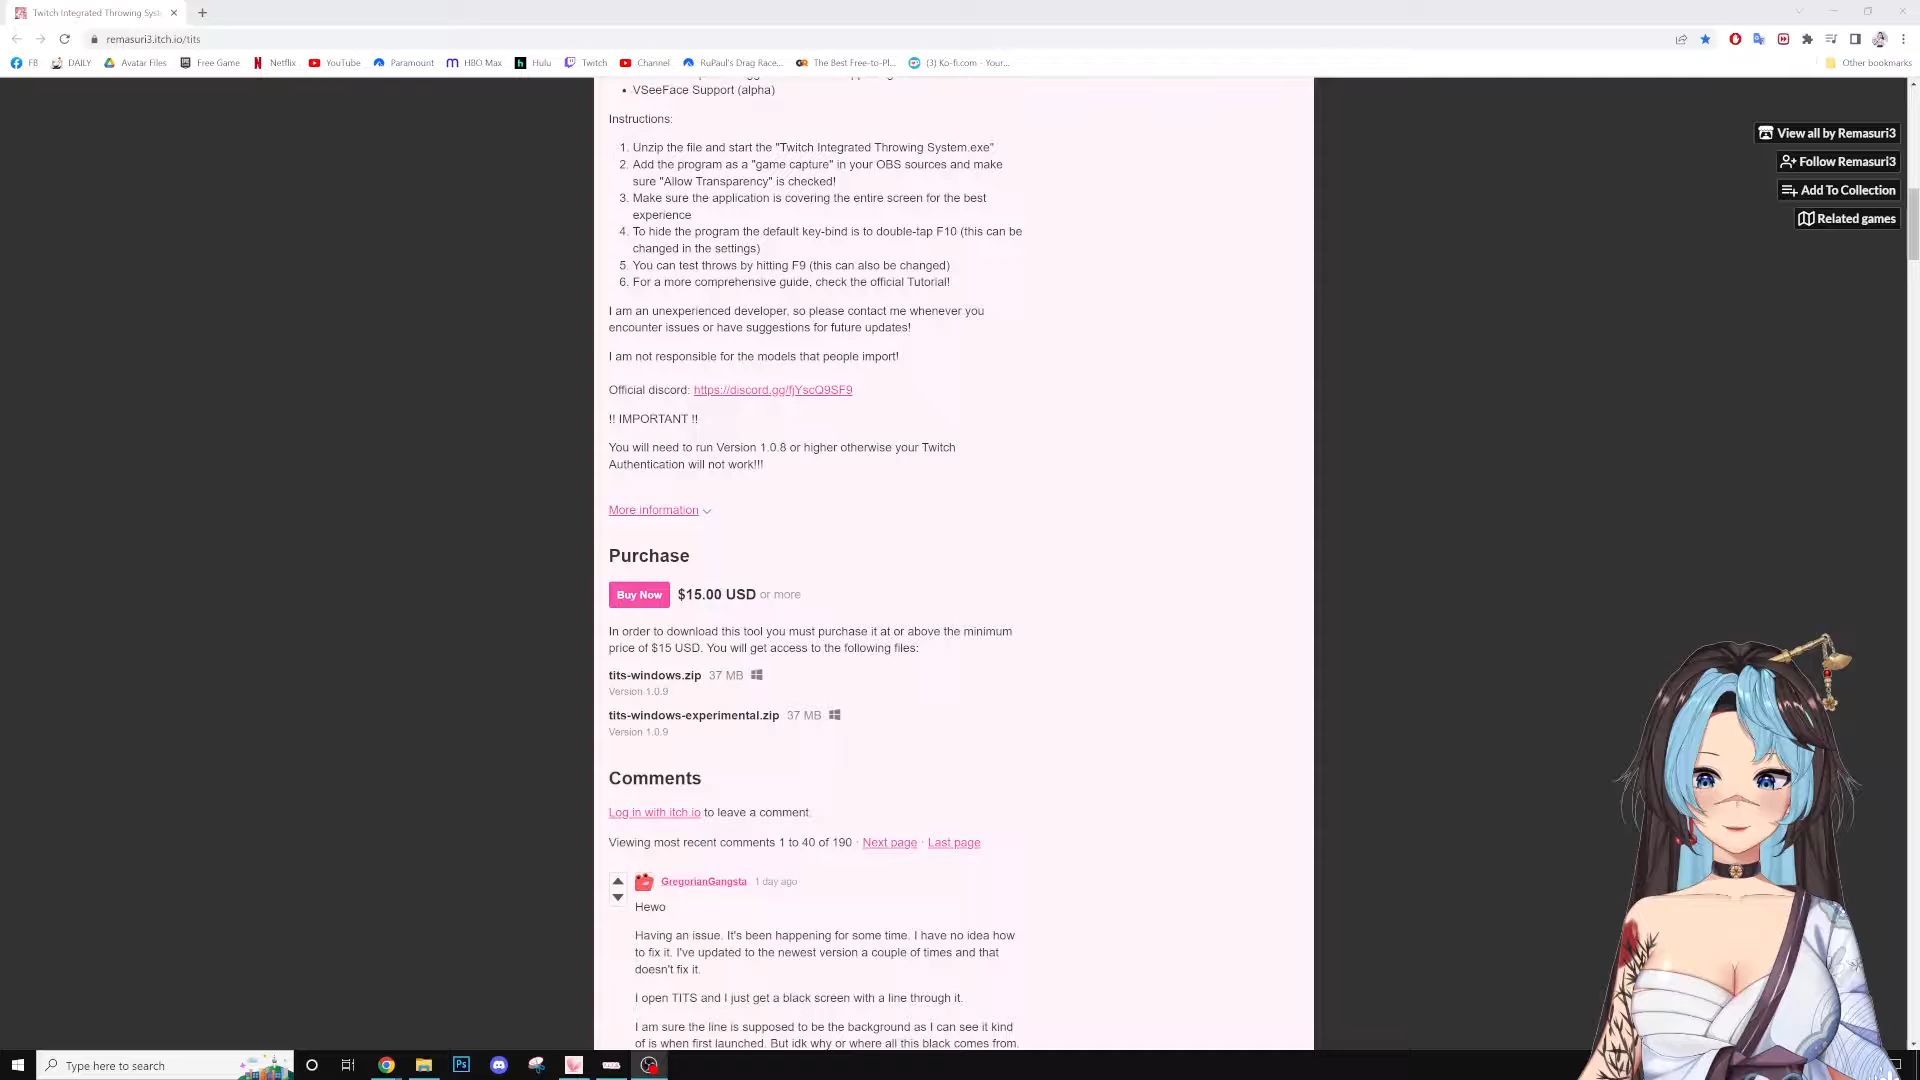 Twitch Integrated Throwing Syst
remasuri3.itch.io/tits
FB
DAILY
Avatar Files
Free Game
Netflix
YouTube
Paramount
HBO Max
Hulu
Twitch
Channel
RuPaul's Drag Race...
The Best Free-to-Pl...
(3) Ko-fi.com - Your...
Other bookmarks
VSeeFace Support (alpha)
Instructions:
1. Unzip the file and start the "Twitch Integrated Throwing System.exe"
2. Add the program as a "game capture" in your OBS sources and make
sure "Allow Transparency" is checked!
3. Make sure the application is covering the entire screen for the best
experience
4. To hide the program the default key-bind is to double-tap F10 (this can be
changed in the settings)
5. You can test throws by hitting F9 (this can also be changed)
6. For a more comprehensive guide, check the official Tutorial!
I am an unexperienced developer, so please contact me whenever you
encounter issues or have suggestions for future updates!
I am not responsible for the models that people import!
Official discord: https://discord.gg/fjYscQ9SF9
!! IMPORTANT !!
You will need to run Version 1.0.8 or higher otherwise your Twitch
Authentication will not work!!!
More information
Purchase
Buy Now $15.00 USD or more
In order to download this tool you must purchase it at or above the minimum
price of $15 USD. You will get access to the following files:
tits-windows.zip 37 MB
Version 1.0.9
tits-windows-experimental.zip 37 MB
Version 1.0.9
Comments
Log in with itch.io to leave a comment.
Viewing most recent comments 1 to 40 of 190 · Next page · Last page
GregorianGangsta 1 day ago
Hewo
Having an issue. It's been happening for some time. I have no idea how
to fix it. I've updated to the newest version a couple of times and that
doesn't fix it.
I open TITS and I just get a black screen with a line through it.
I am sure the line is supposed to be the background as I can see it kind
of is when first launched. But idk why or where all this black comes from.
View all by Remasuri3
Follow Remasuri3
Add To Collection
Related games
Type here to search
Ps